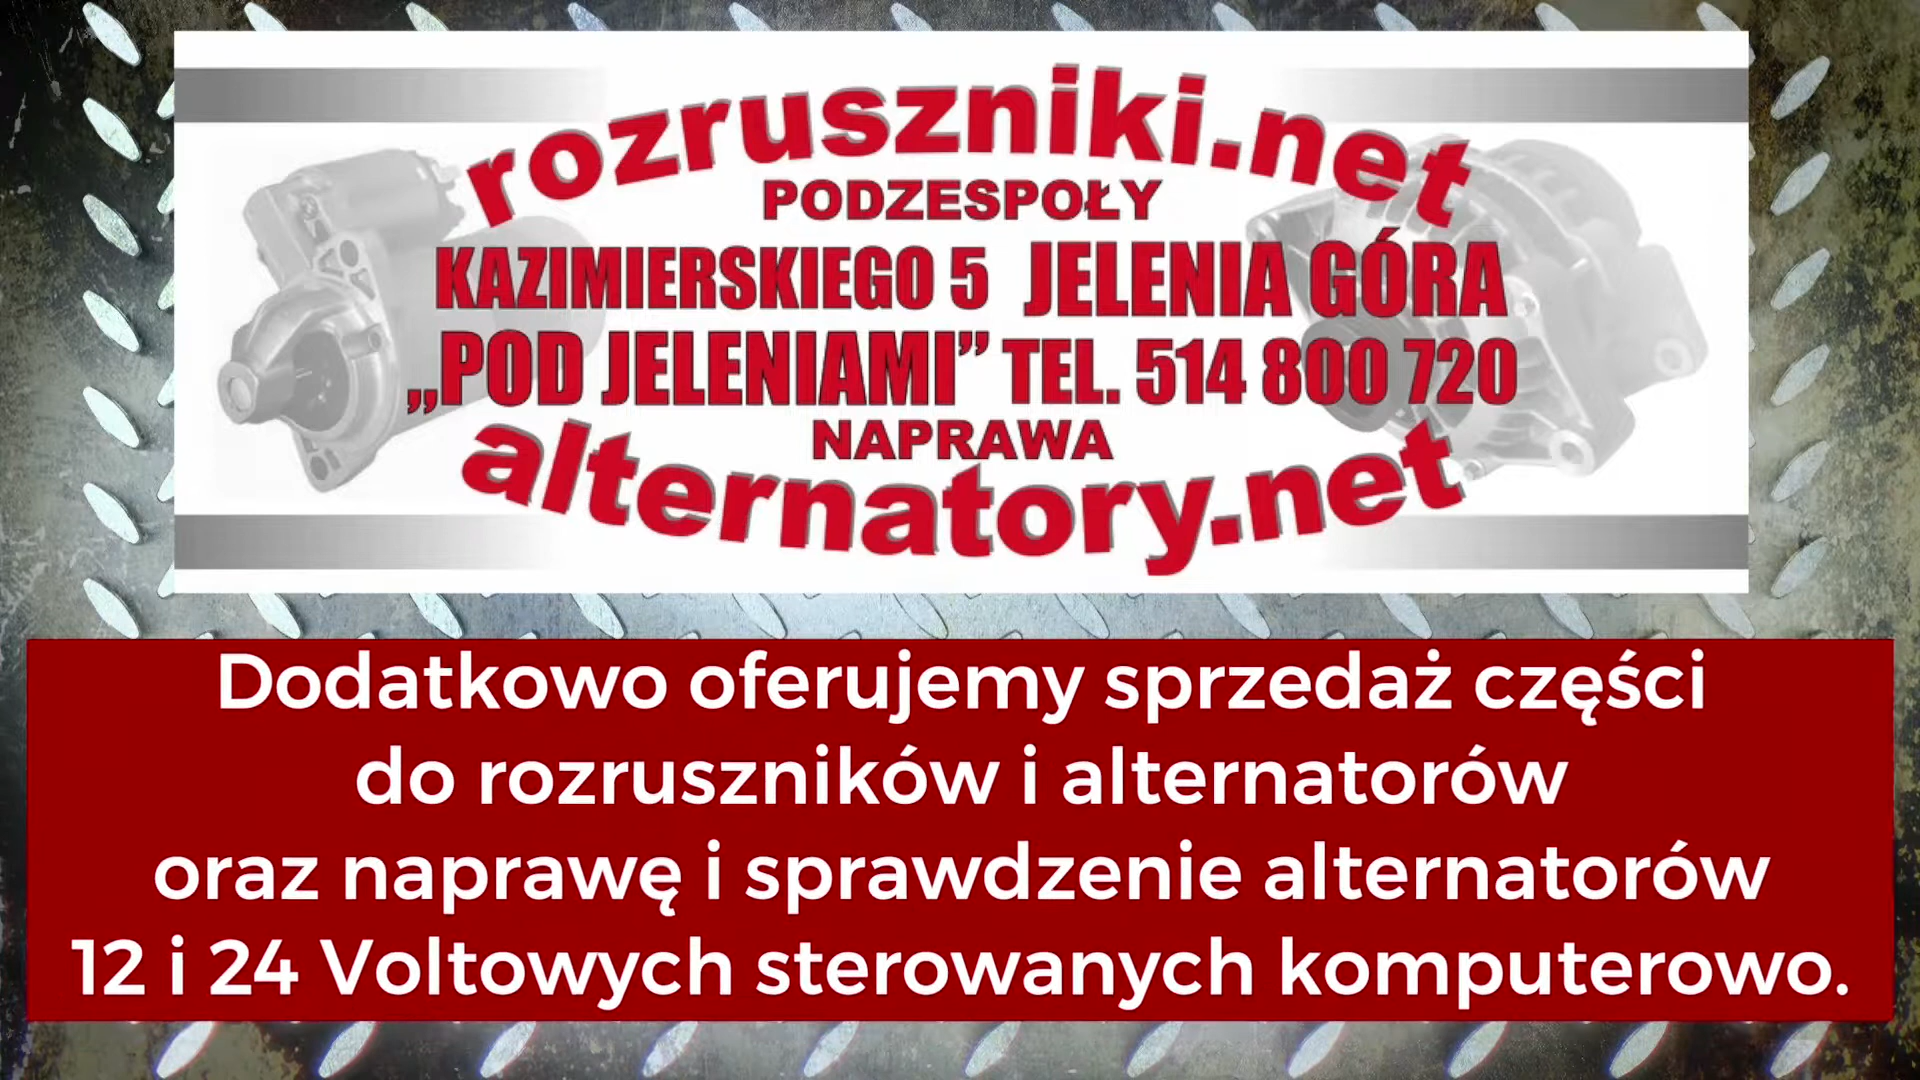 rozruszniki.net
PODZESPOŁY
KAZIMIERSKIEGO 5 JELENIA GÓRA
„POD JELENIAMI” TEL. 514 800 720
NAPRAWA
alternatory.net
Dodatkowo oferujemy sprzedaż części
do rozruszników i alternatorów
oraz naprawę i sprawdzenie alternatorów
12 i 24 Voltowych sterowanych komputerowo.